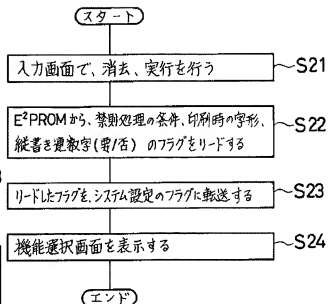 スタート
入力画面で、消去、実行を行う
S21
E²PROMから、禁則処理の条件、印刷時の字形、
縦書き連数字(要/否)のフラグをリードする
S22
リードしたフラグを、システム設定のフラグに転送する
S23
機能選択画面を表示する
S24
エンド